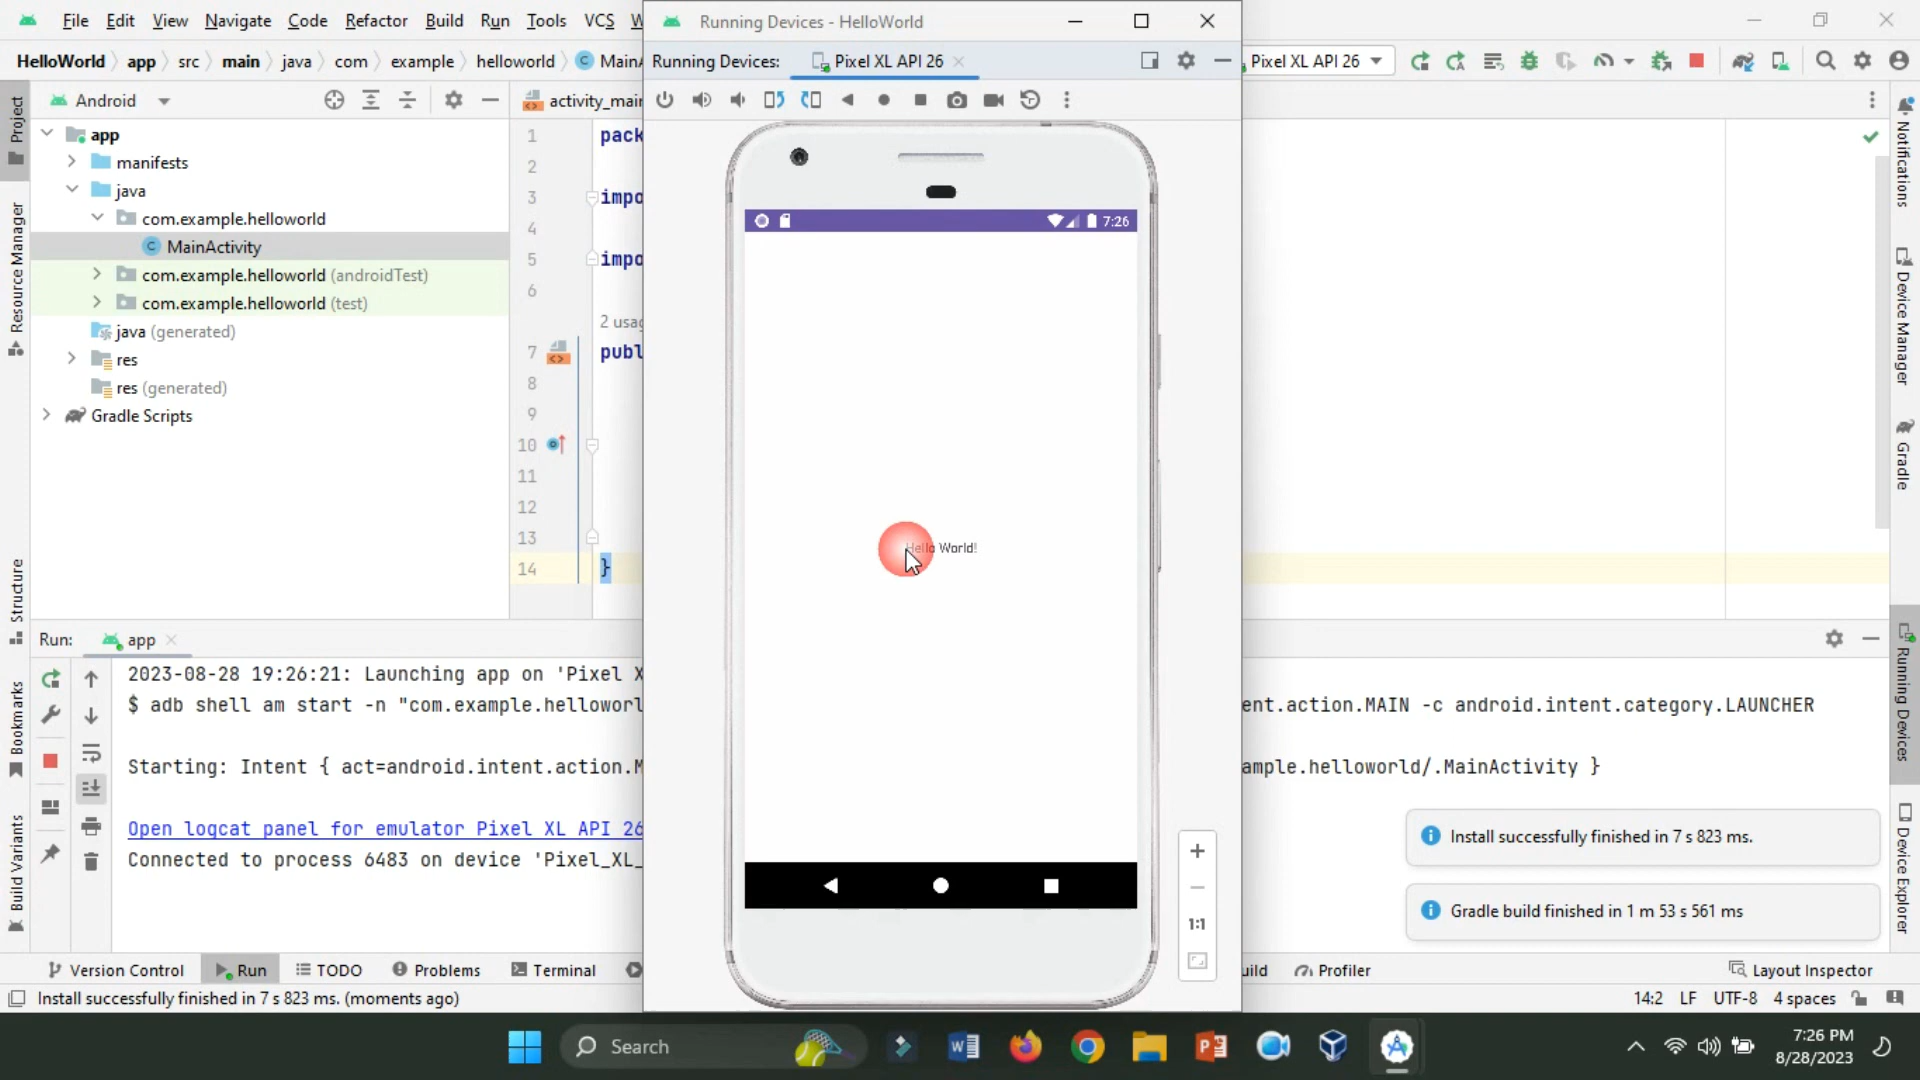 File Edit View Navigate Code Refactor Build Run Tools VCS W
Running Devices - HelloWorld
HelloWorld app src main java com example helloworld MainA
Running Devices: Pixel XL API 26
Pixel XL API 26
Android
activity_mai
app
manifests
java
com.example.helloworld
MainActivity
com.example.helloworld (androidTest)
com.example.helloworld (test)
java (generated)
res
res (generated)
Gradle Scripts
1 pack
2
3 impo
4
5 impo
6
2 usag
7 publ
8
9
10
11
12
13
14 }
7:26
Hello World!
1:1
Project
Resource Manager
Structure
Bookmarks
Build Variants
Notifications
Device Manager
Gradle
Running Devices
Device Explorer
Run: app
2023-08-28 19:26:21: Launching app on 'Pixel X
$ adb shell am start -n "com.example.helloworl
ent.action.MAIN -c android.intent.category.LAUNCHER
Starting: Intent { act=android.intent.action.M
ample.helloworld/.MainActivity }
Open logcat panel for emulator Pixel XL API 26
Connected to process 6483 on device 'Pixel_XL_
Install successfully finished in 7 s 823 ms.
Gradle build finished in 1 m 53 s 561 ms
Version Control Run TODO Problems Terminal
uild Profiler Layout Inspector
Install successfully finished in 7 s 823 ms. (moments ago)
14:2 LF UTF-8 4 spaces
Search
7:26 PM
8/28/2023